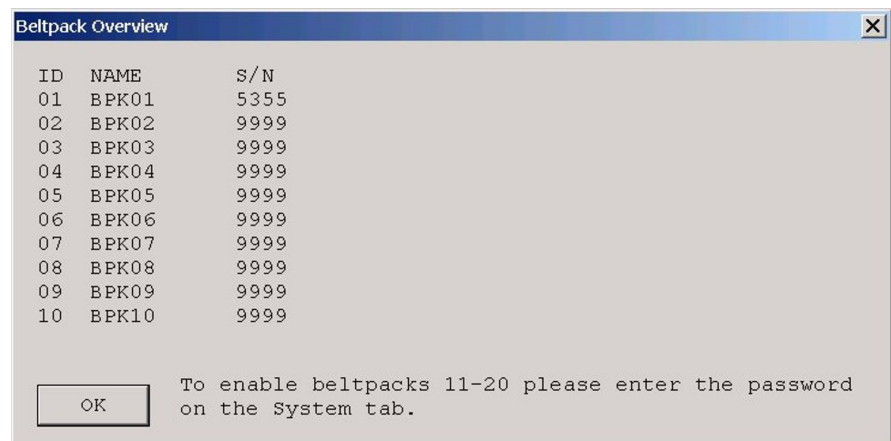 Beltpack Overview
ID NAME S/N
01 BPK01 5355
02 BPK02 9999
03 BPK03 9999
04 BPK04 9999
05 BPK05 9999
06 BPK06 9999
07 BPK07 9999
08 BPK08 9999
09 BPK09 9999
10 BPK10 9999
To enable beltpacks 11-20 please enter the password
on the System tab.
OK